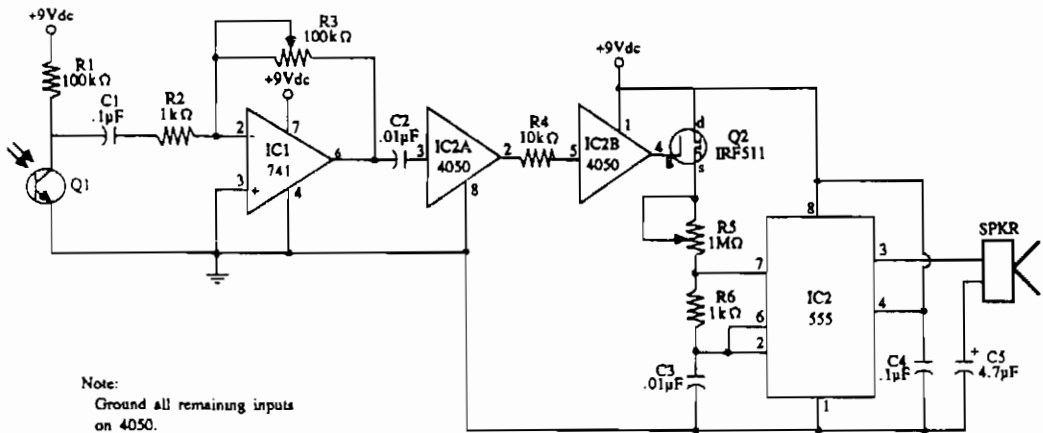 +9Vdc
R1
100kΩ
C1
.1µF
R2
1kΩ
R3
100kΩ
+9Vdc
2
-
7
IC1
741
6
3
+
4
Q1
C2
.01µF
3
IC2A
4050
2
8
R4
10kΩ
5
IC2B
4050
4
1
+9Vdc
g
d
s
Q2
IRF511
R5
1MΩ
R6
1kΩ
C3
.01µF
7
6
2
8
IC2
555
3
4
1
SPKR
C4
.1µF
+
C5
4.7µF
Note:
Ground all remaining inputs
on 4050.